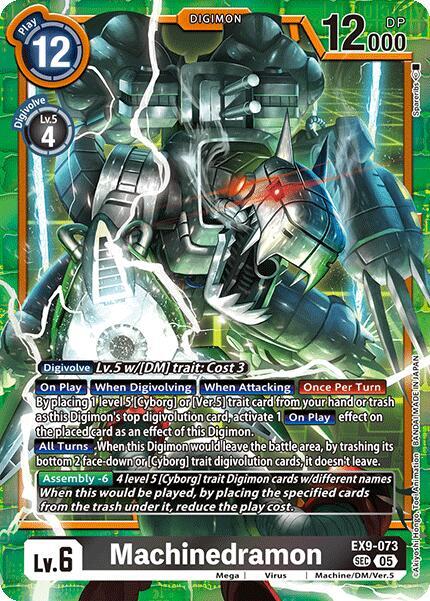 Play
12
DIGIMON
DP
12000
Digivolve
Lv.5
4
Spareribs
Digivolve Lv.5 w/[DM] trait: Cost 3
On Play When Digivolving When Attacking Once Per Turn
By placing 1 level 5 [Cyborg] or [Ver.5] trait card from your hand or trash
as this Digimon's top digivolution card, activate 1 On Play effect on
the placed card as an effect of this Digimon.
All Turns When this Digimon would leave the battle area, by trashing its
bottom 2 face-down or [Cyborg] trait digivolution cards, it doesn't leave.
Assembly -6 4 level 5 [Cyborg] trait Digimon cards w/different names
When this would be played, by placing the specified cards
from the trash under it, reduce the play cost.
©Akiyoshi Hongo, Toei Animation BANDAI MADE IN JAPAN
Lv.6
Machinedramon
EX9-073
SEC 05
Mega Virus Machine/DM/Ver.5